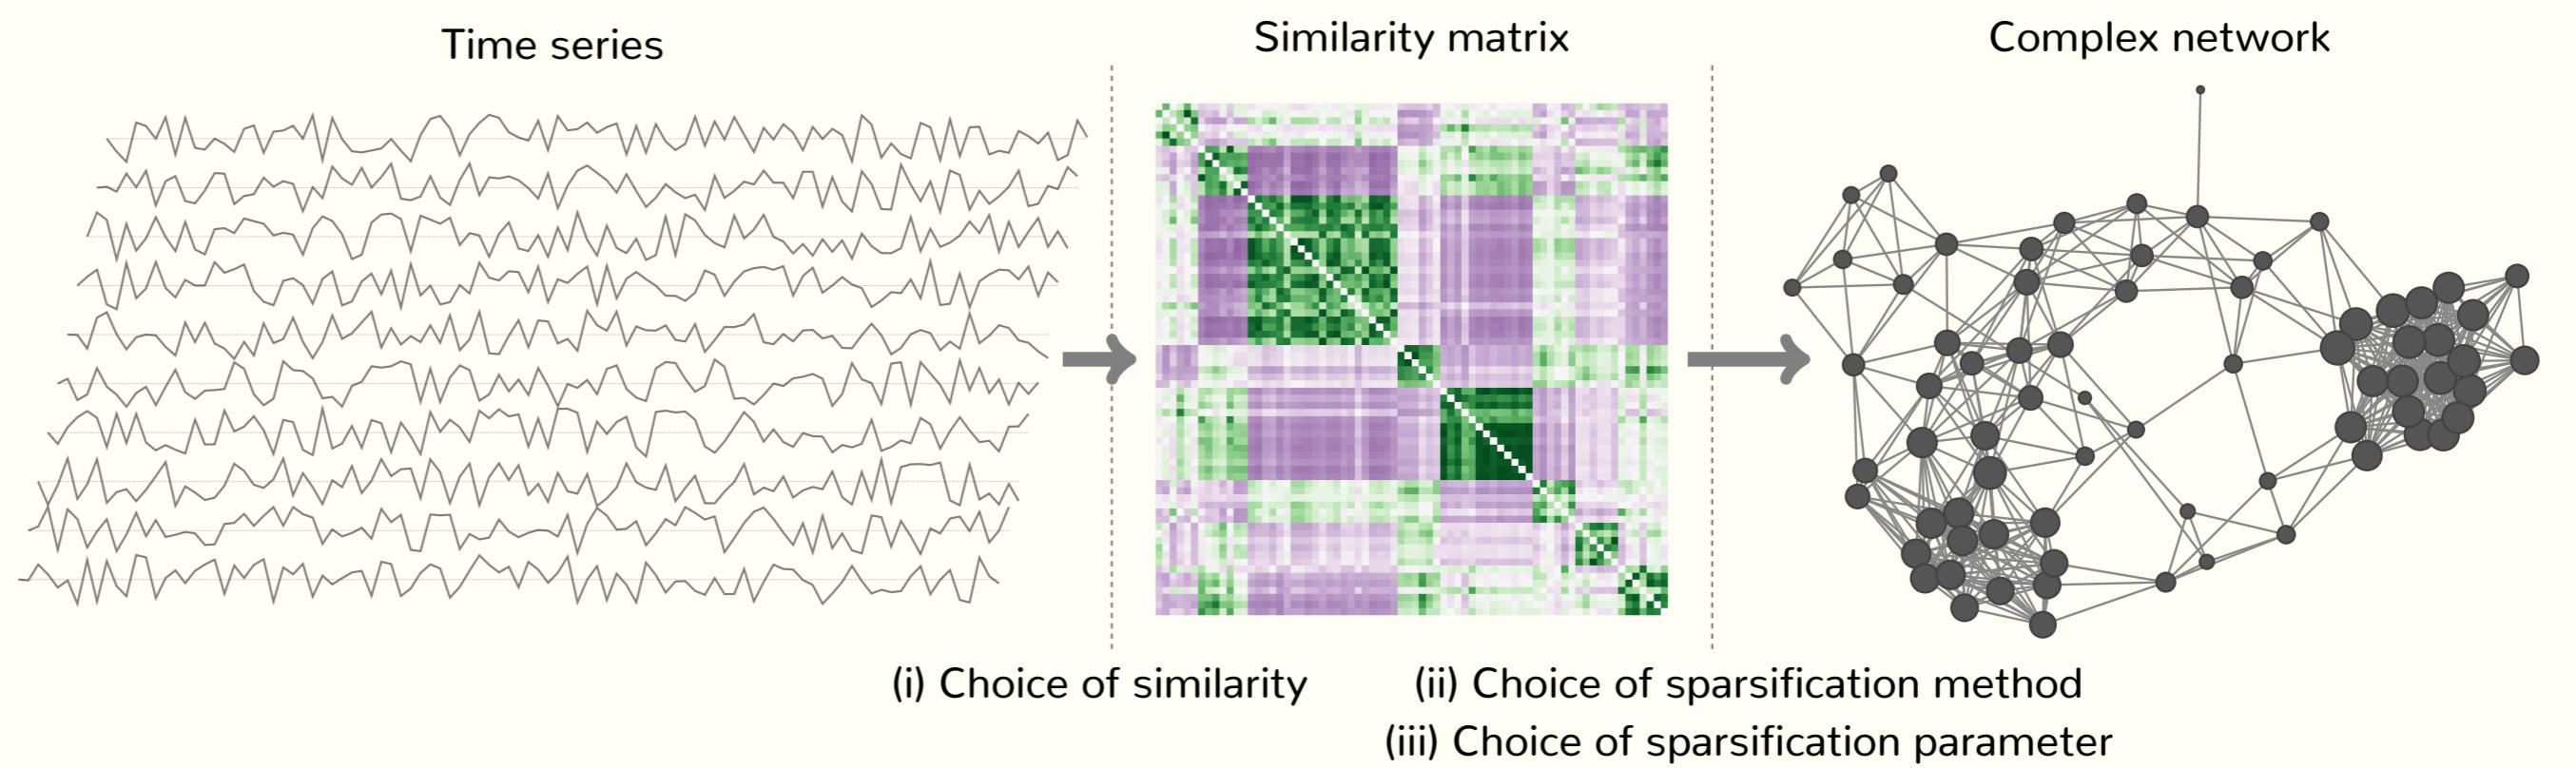 Time series
Similarity matrix
Complex network
(i) Choice of similarity
(ii) Choice of sparsification method
(iii) Choice of sparsification parameter